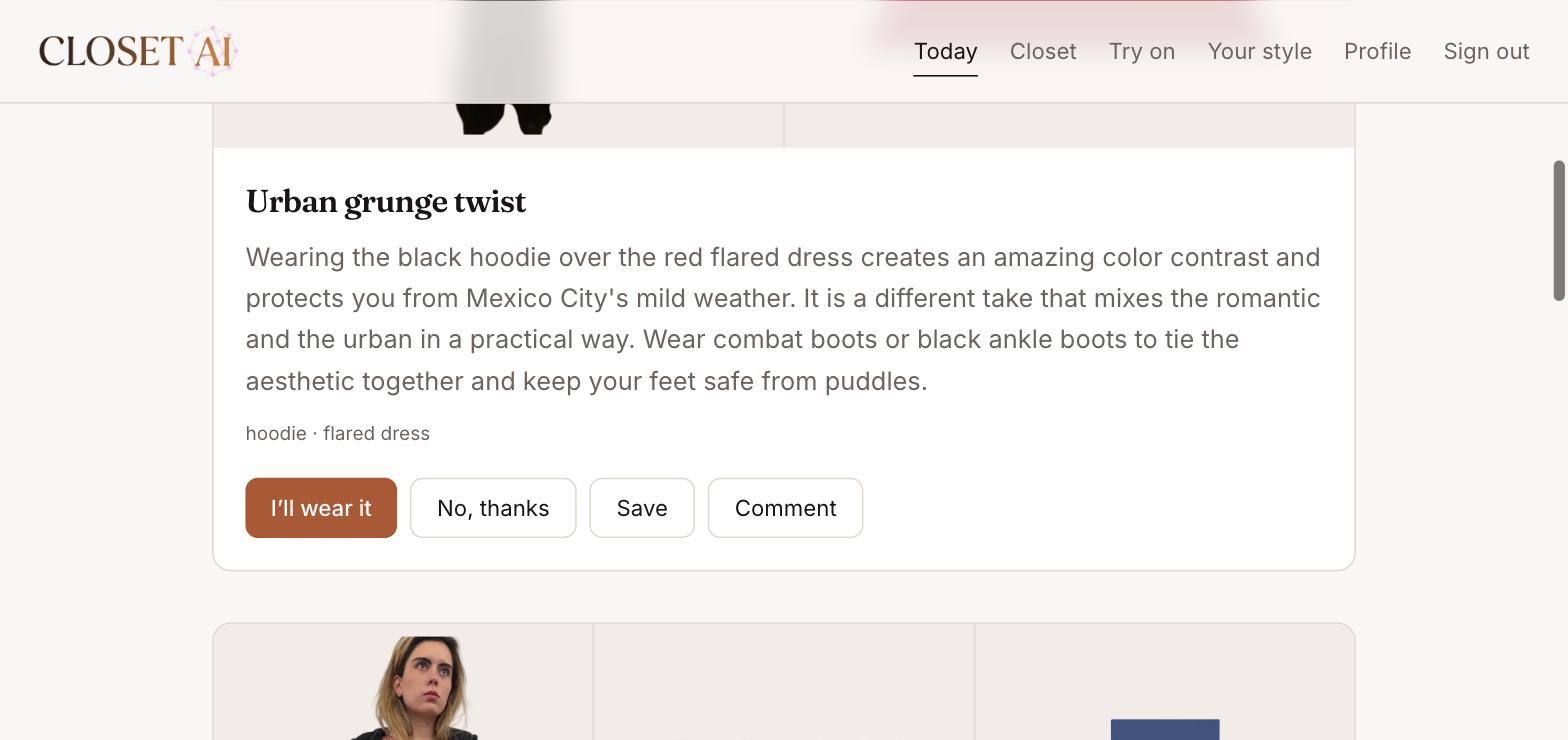 CLOSET AI
Today
Closet
Try on
Your style
Profile
Sign out
Urban grunge twist
Wearing the black hoodie over the red flared dress creates an amazing color contrast and
protects you from Mexico City's mild weather. It is a different take that mixes the romantic
and the urban in a practical way. Wear combat boots or black ankle boots to tie the
aesthetic together and keep your feet safe from puddles.
hoodie · flared dress
I’ll wear it
No, thanks
Save
Comment